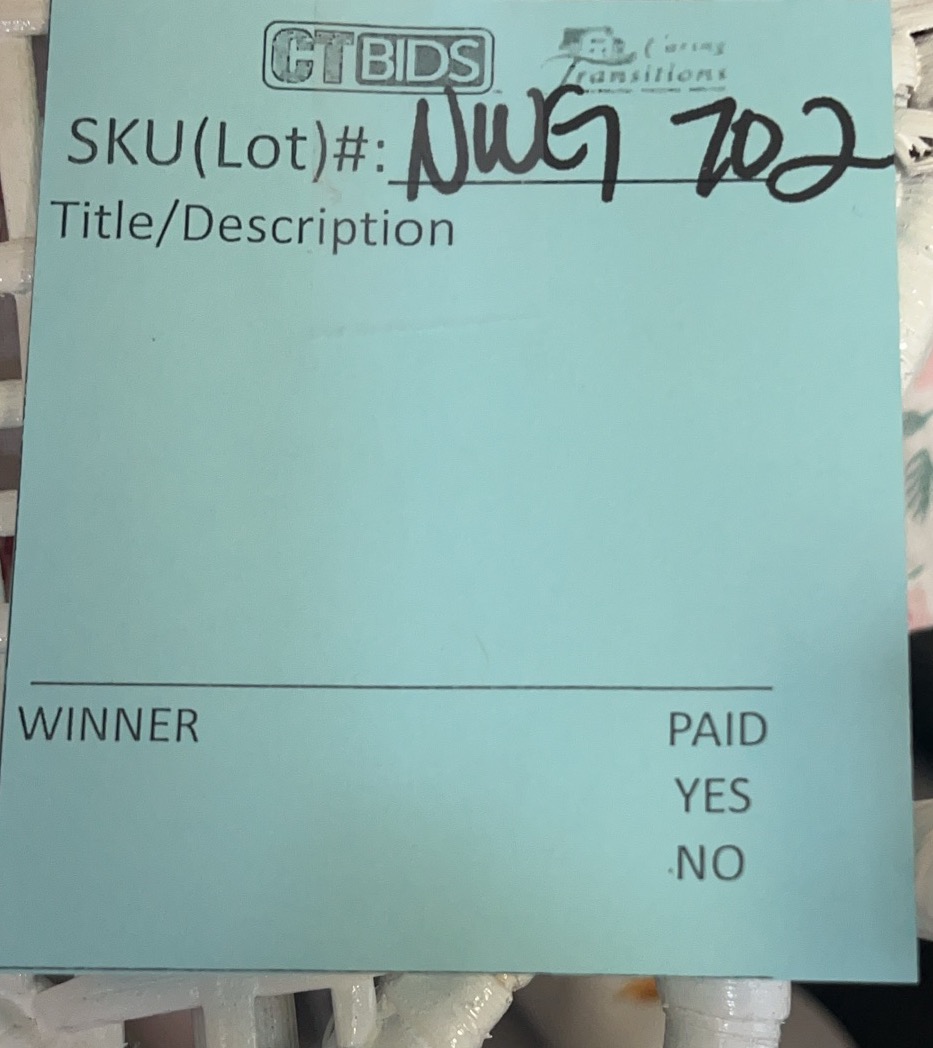 CTBIDS Caring Transitions
SKU(Lot)#: NWG 702
Title/Description
WINNER PAID
YES
NO